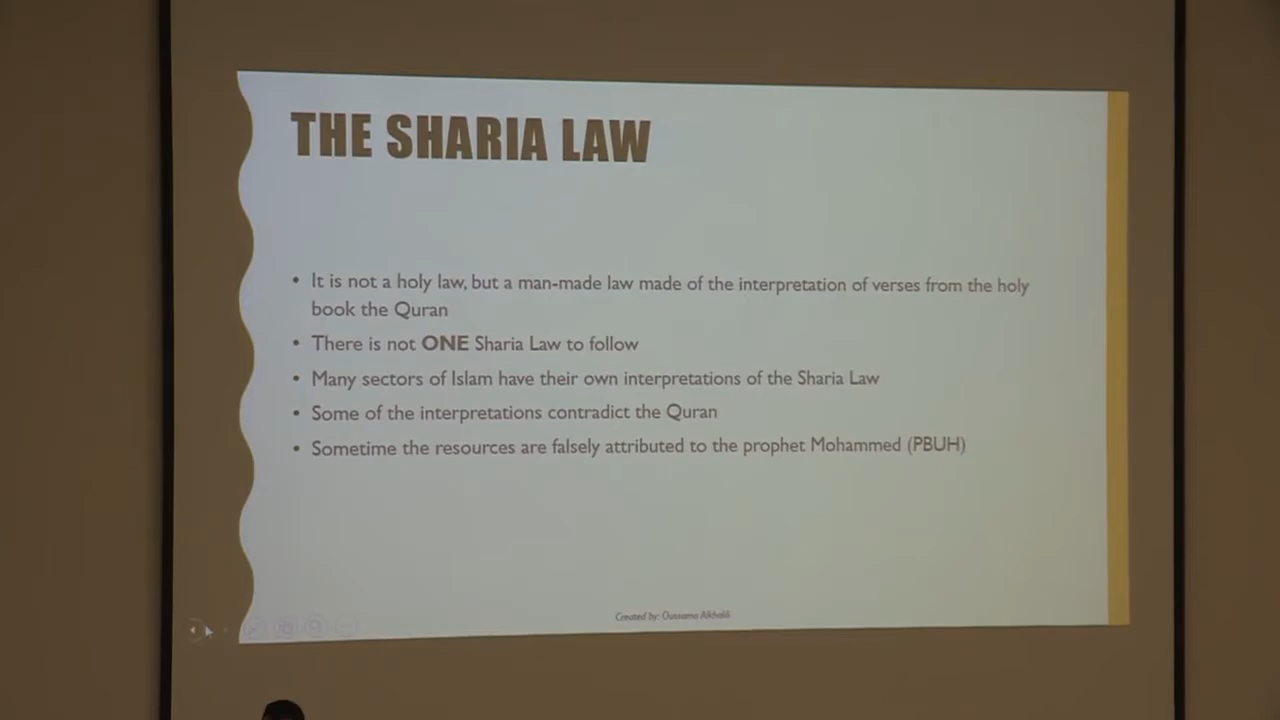 THE SHARIA LAW
• It is not a holy law, but a man-made law made of the interpretation of verses from the holy
book the Quran
• There is not ONE Sharia Law to follow
• Many sectors of Islam have their own interpretations of the Sharia Law
• Some of the interpretations contradict the Quran
• Sometime the resources are falsely attributed to the prophet Mohammed (PBUH)
Created by: Oussama Alkhalili